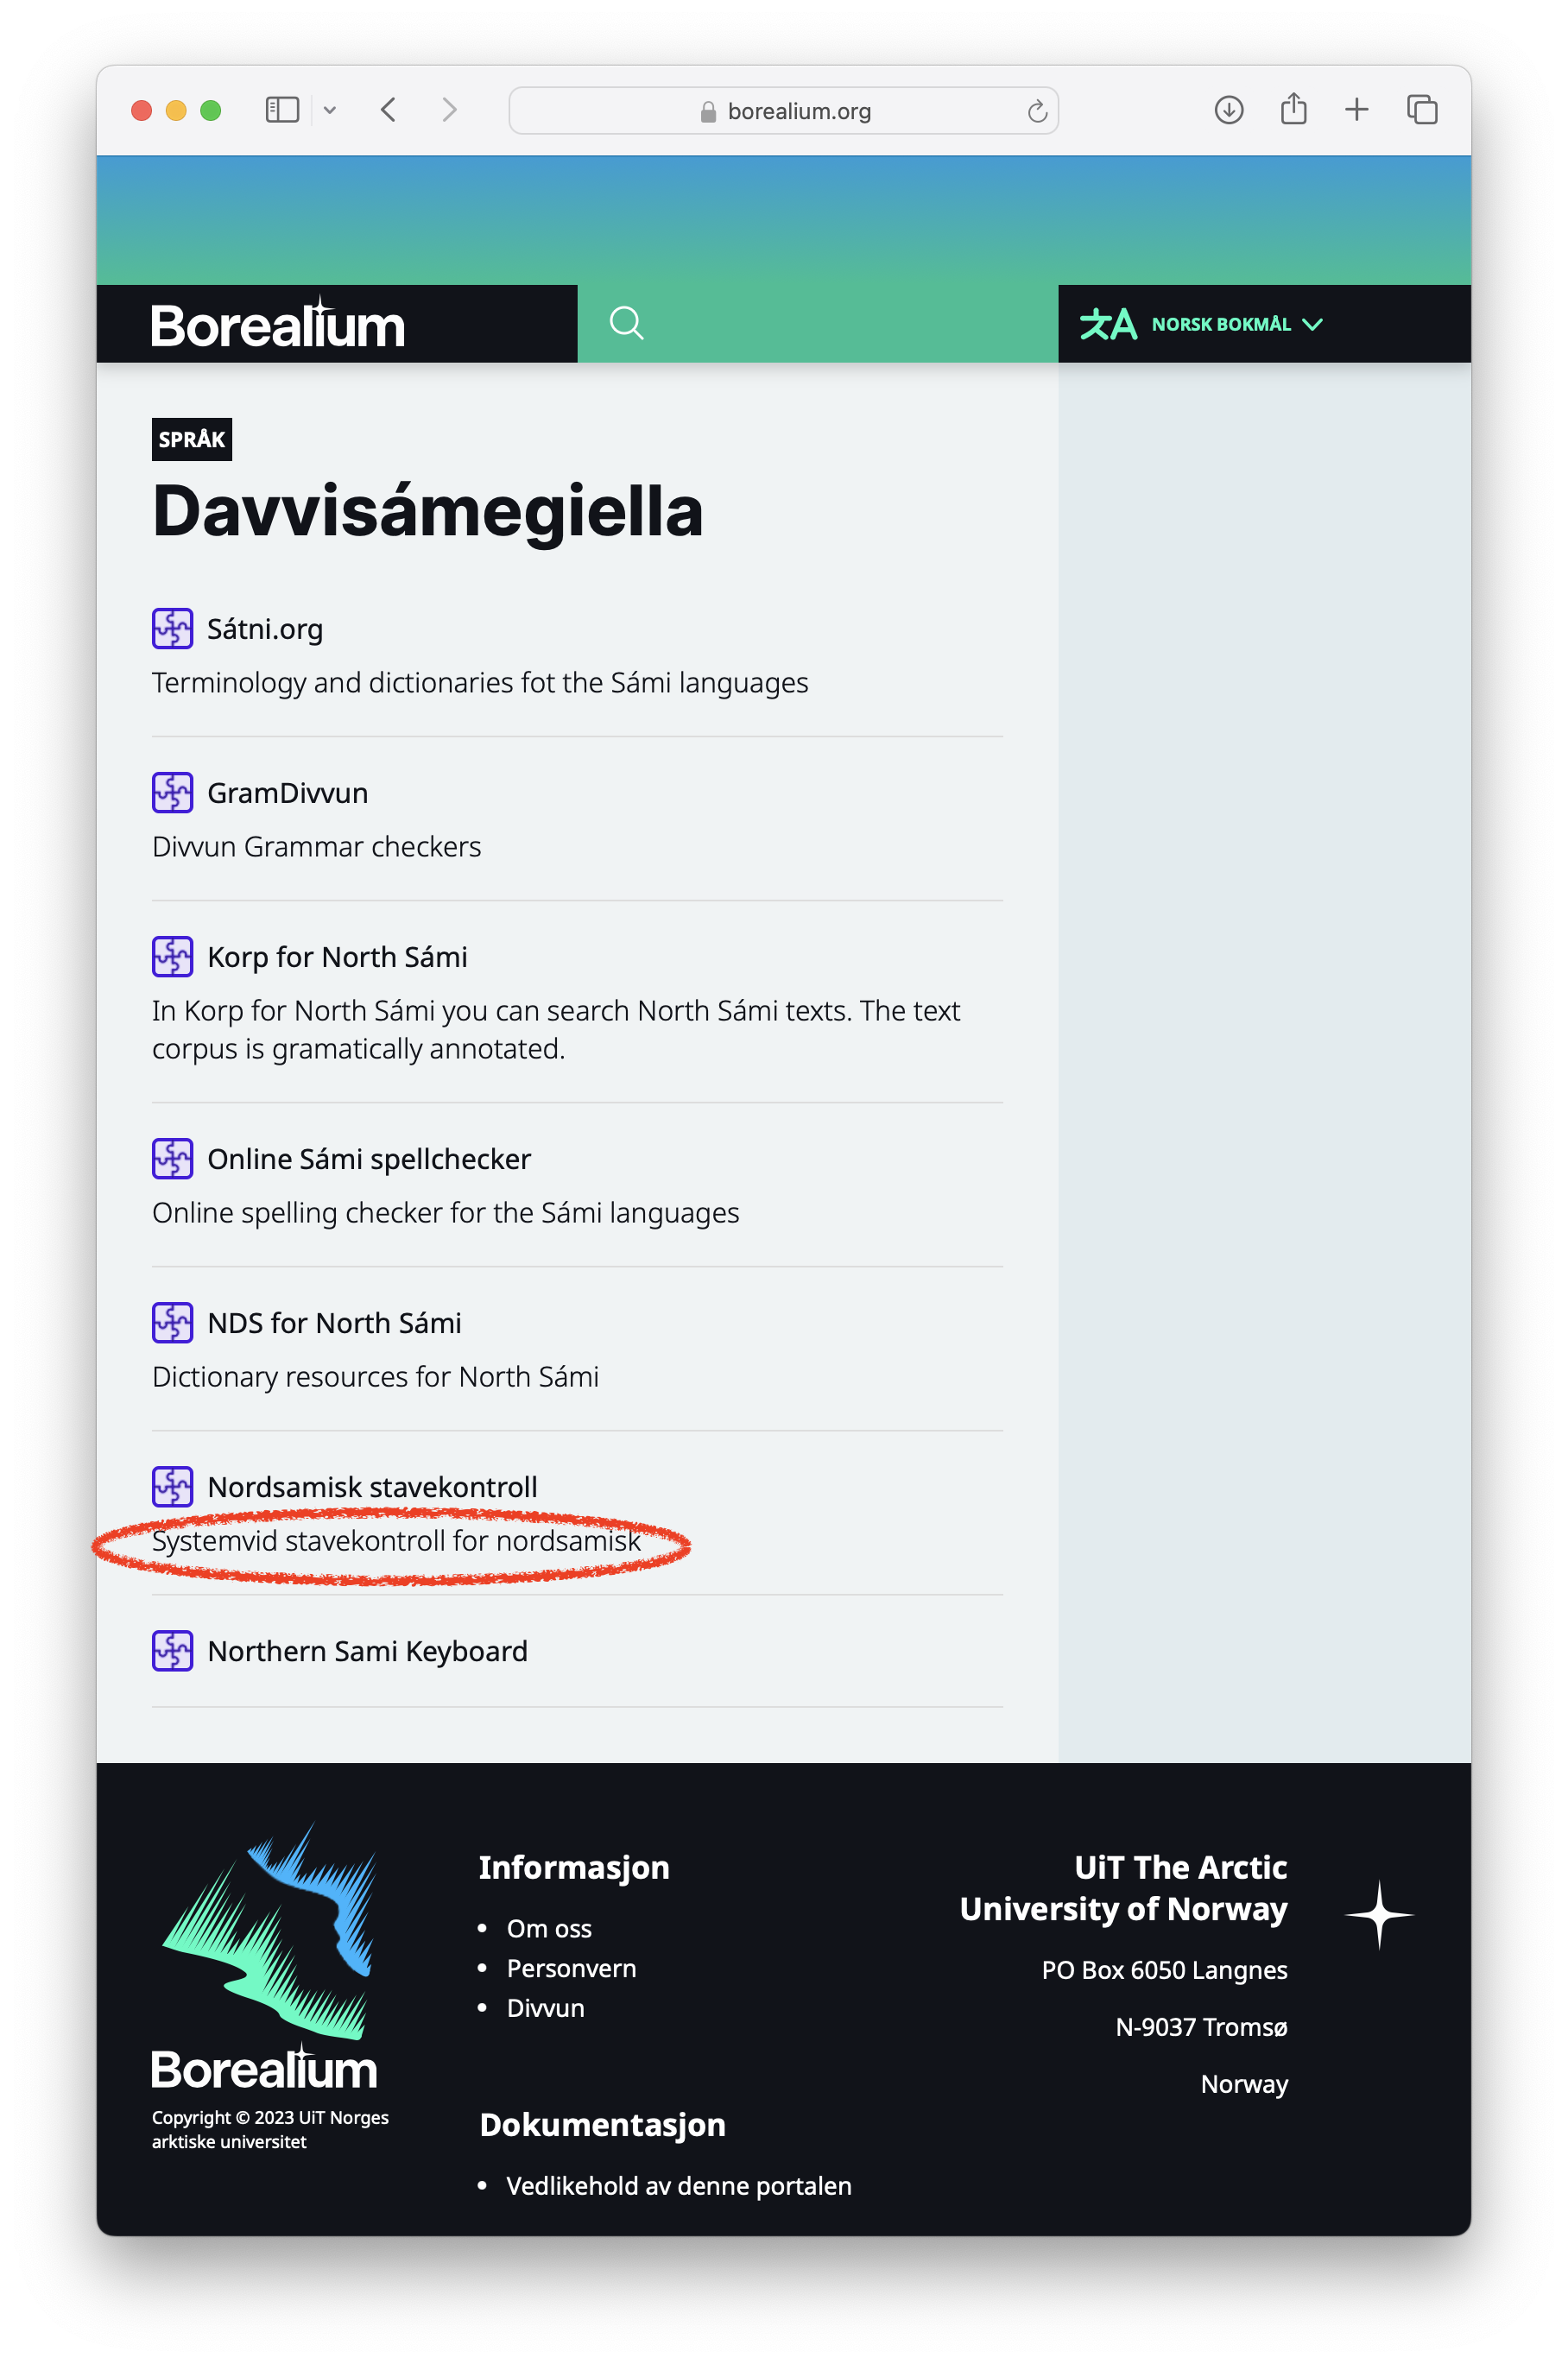 borealium.org
Borealium
文A NORSK BOKMÅL
SPRÅK
Davvisámegiella
Sátni.org
Terminology and dictionaries fot the Sámi languages
GramDivvun
Divvun Grammar checkers
Korp for North Sámi
In Korp for North Sámi you can search North Sámi texts. The text
corpus is gramatically annotated.
Online Sámi spellchecker
Online spelling checker for the Sámi languages
NDS for North Sámi
Dictionary resources for North Sámi
Nordsamisk stavekontroll
Systemvid stavekontroll for nordsamisk
Northern Sami Keyboard
Borealium
Copyright © 2023 UiT Norges
arktiske universitet
Informasjon
• Om oss
• Personvern
• Divvun
Dokumentasjon
• Vedlikehold av denne portalen
UiT The Arctic
University of Norway
PO Box 6050 Langnes
N-9037 Tromsø
Norway